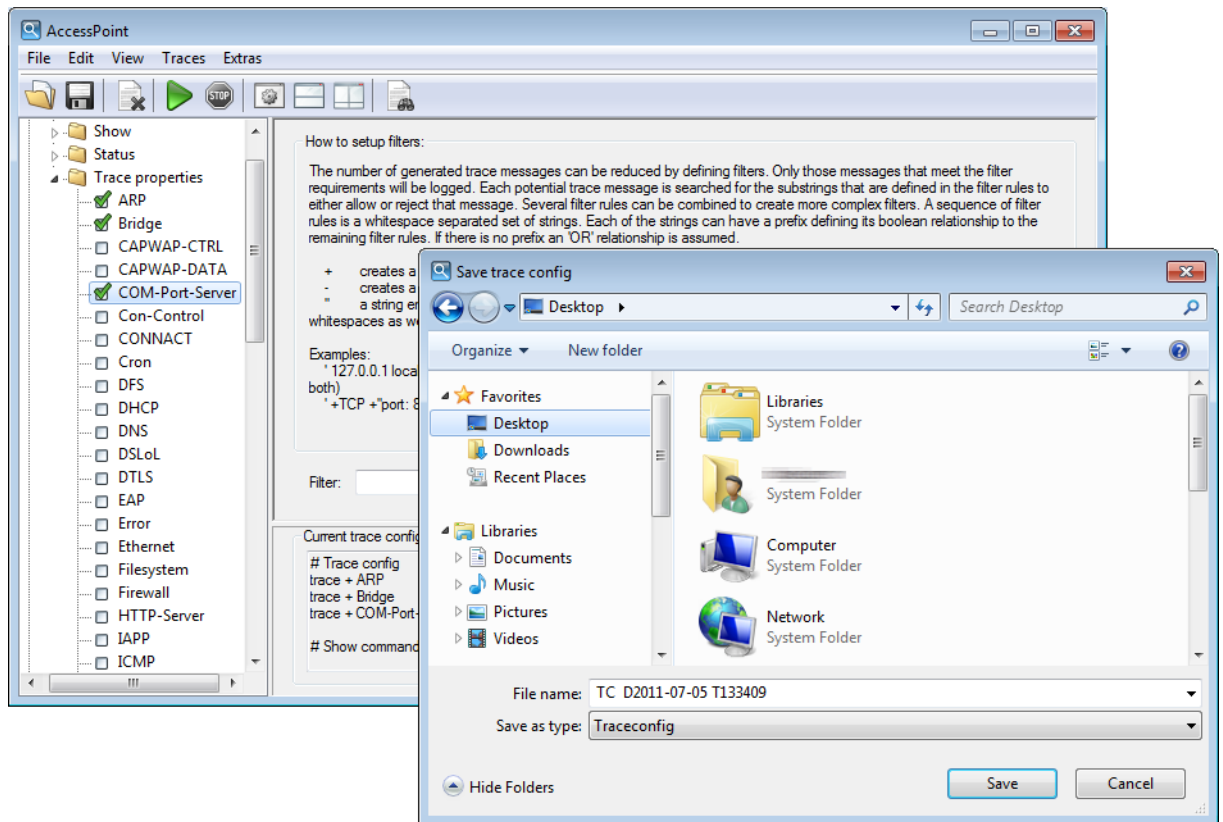 AccessPoint
File Edit View Traces Extras
STOP
Show
Status
Trace properties
ARP
Bridge
CAPWAP-CTRL
CAPWAP-DATA
COM-Port-Server
Con-Control
CONNACT
Cron
DFS
DHCP
DNS
DSLoL
DTLS
EAP
Error
Ethernet
Filesystem
Firewall
HTTP-Server
IAPP
ICMP
How to setup filters:
The number of generated trace messages can be reduced by defining filters. Only those messages that meet the filter
requirements will be logged. Each potential trace message is searched for the substrings that are defined in the filter rules to
either allow or reject that message. Several filter rules can be combined to create more complex filters. A sequence of filter
rules is a whitespace separated set of strings. Each of the strings can have a prefix defining its boolean relationship to the
remaining filter rules. If there is no prefix an 'OR' relationship is assumed.
+ creates a
- creates a
" a string en
whitespaces as we
Examples:
' 127.0.0.1 loca
both)
' +TCP +"port: 8
Filter:
Current trace config
# Trace config
trace + ARP
trace + Bridge
trace + COM-Port-
# Show command
Save trace config
Desktop
Search Desktop
Organize New folder
Favorites
Desktop
Downloads
Recent Places
Libraries
Documents
Music
Pictures
Videos
Libraries
System Folder
System Folder
Computer
System Folder
Network
System Folder
File name: TC D2011-07-05 T133409
Save as type: Traceconfig
Hide Folders
Save Cancel